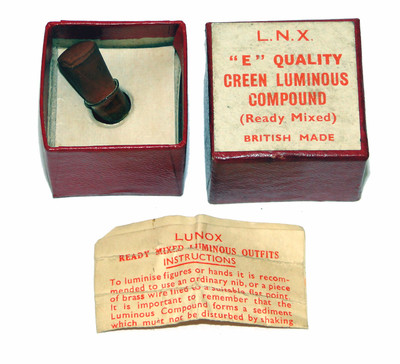 L.N.X.
"E" QUALITY
GREEN LUMINOUS
COMPOUND
(Ready Mixed)
BRITISH MADE
LUNOX
READY MIXED LUMINOUS OUTFITS
INSTRUCTIONS
To luminise figures or hands it is recom-
mended to use an ordinary nib, or a piece
of brass wire filed to a suitable flat point.
It is important to remember that the
Luminous Compound forms a sediment
which must not be disturbed by shaking